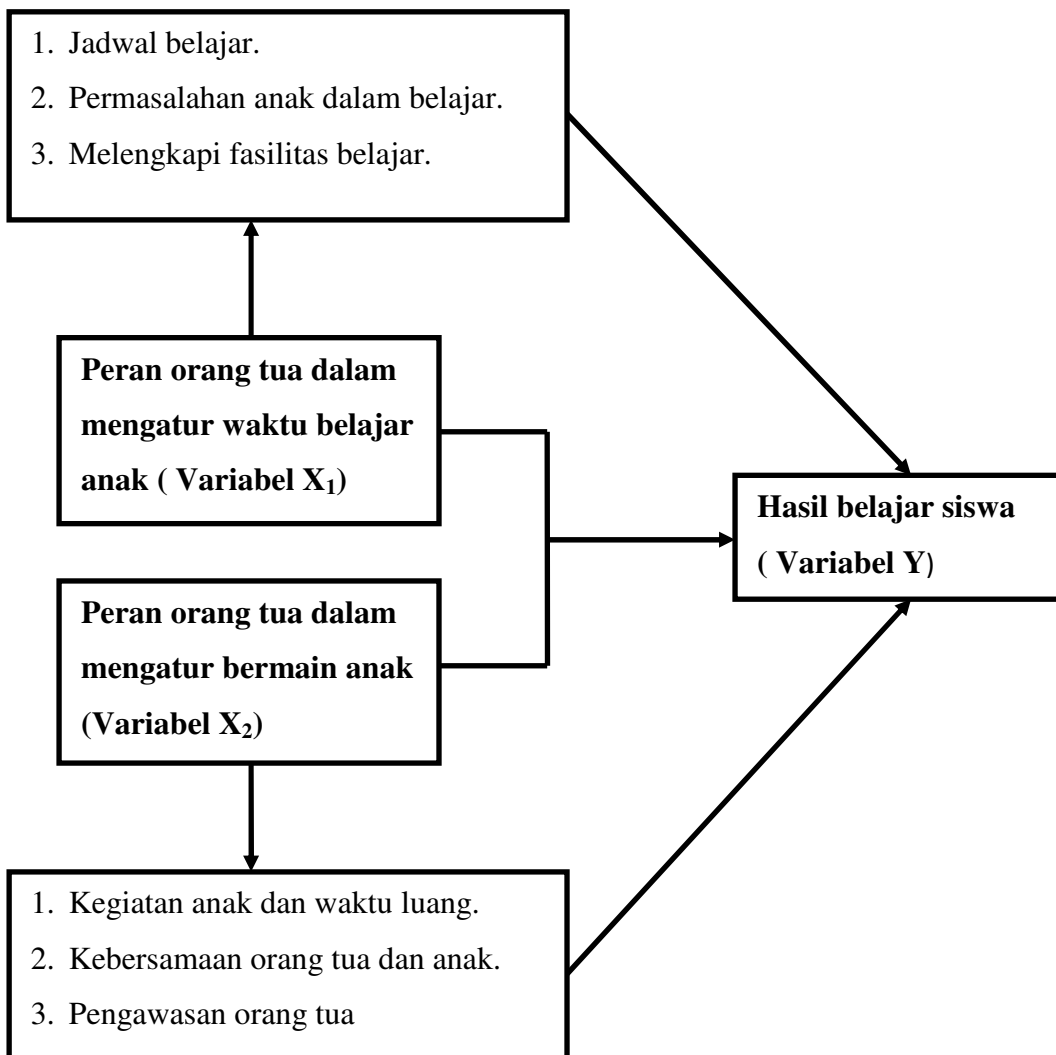 1. Jadwal belajar.
2. Permasalahan anak dalam belajar.
3. Melengkapi fasilitas belajar.
Peran orang tua dalam
mengatur waktu belajar
anak ( Variabel X₁)
Hasil belajar siswa
( Variabel Y)
Peran orang tua dalam
mengatur bermain anak
(Variabel X₂)
1. Kegiatan anak dan waktu luang.
2. Kebersamaan orang tua dan anak.
3. Pengawasan orang tua